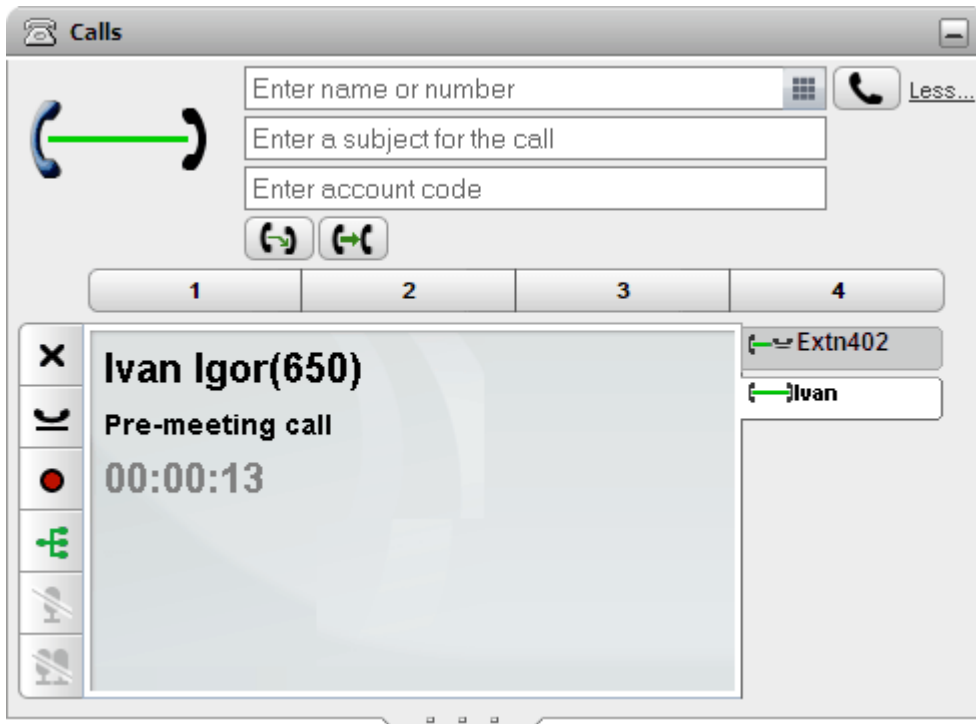 Calls
Enter name or number
Less...
Enter a subject for the call
Enter account code
1 2 3 4
Ivan Igor(650)
Pre-meeting call
00:00:13
Extn402
Ivan